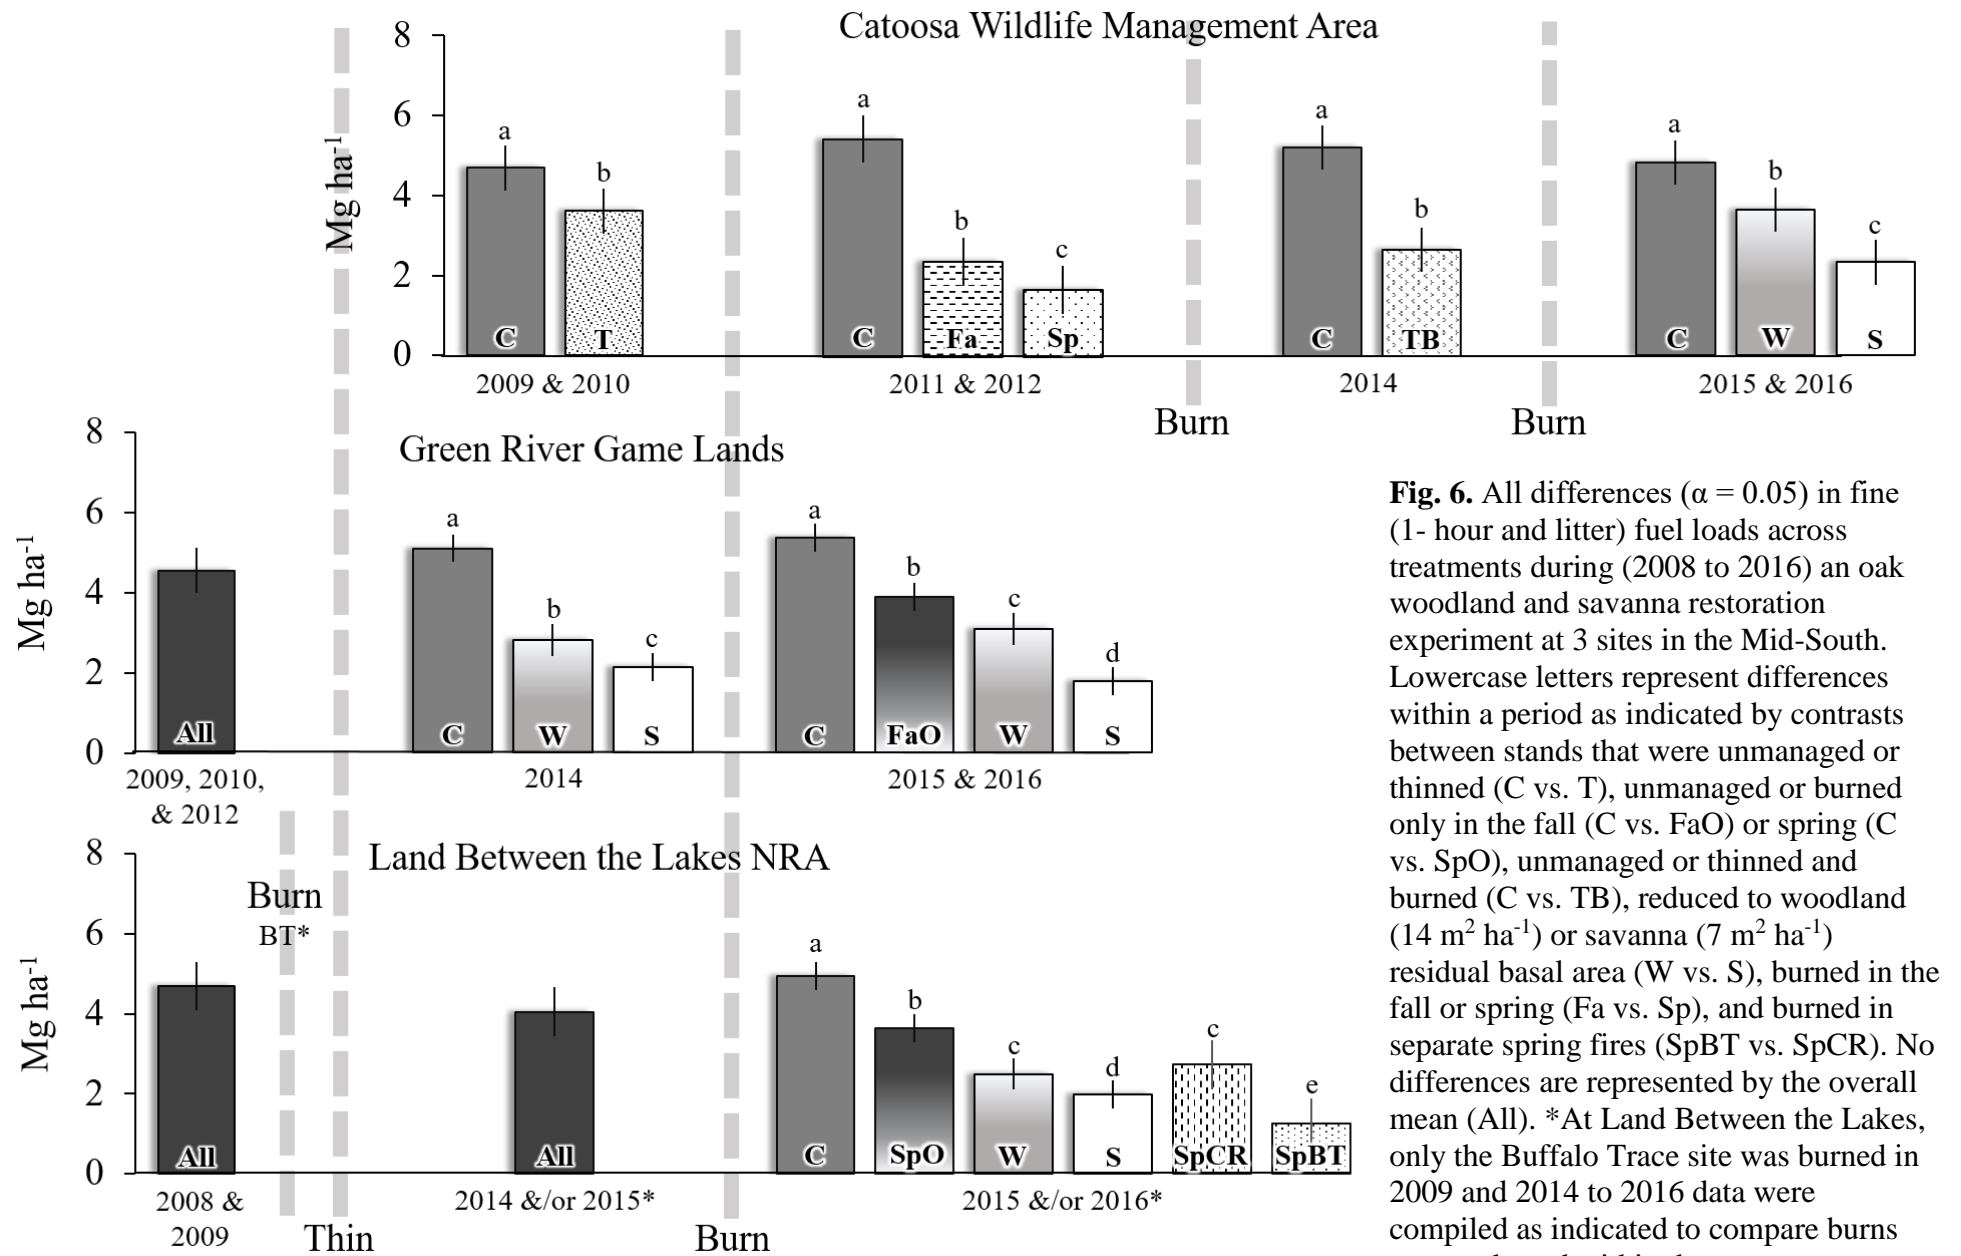 Catoosa Wildlife Management Area
8
6
4
2
0
Mg ha-1
a
b
C
T
2009 & 2010
a
b
c
C
Fa
Sp
2011 & 2012
a
b
C
TB
2014
a
b
c
C
W
S
2015 & 2016
Burn
Burn
Green River Game Lands
8
6
4
2
0
Mg ha-1
All
2009, 2010,
& 2012
a
b
c
C
W
S
2014
a
b
c
d
C
FaO
W
S
2015 & 2016
Land Between the Lakes NRA
8
6
4
2
0
Mg ha-1
Burn
BT*
All
2008 &
2009
All
2014 &/or 2015*
a
b
c
d
c
e
C
SpO
W
S
SpCR
SpBT
2015 &/or 2016*
Thin
Burn
Fig. 6. All differences (α = 0.05) in fine
(1- hour and litter) fuel loads across
treatments during (2008 to 2016) an oak
woodland and savanna restoration
experiment at 3 sites in the Mid-South.
Lowercase letters represent differences
within a period as indicated by contrasts
between stands that were unmanaged or
thinned (C vs. T), unmanaged or burned
only in the fall (C vs. FaO) or spring (C
vs. SpO), unmanaged or thinned and
burned (C vs. TB), reduced to woodland
(14 m2 ha-1) or savanna (7 m2 ha-1)
residual basal area (W vs. S), burned in the
fall or spring (Fa vs. Sp), and burned in
separate spring fires (SpBT vs. SpCR). No
differences are represented by the overall
mean (All). *At Land Between the Lakes,
only the Buffalo Trace site was burned in
2009 and 2014 to 2016 data were
compiled as indicated to compare burns